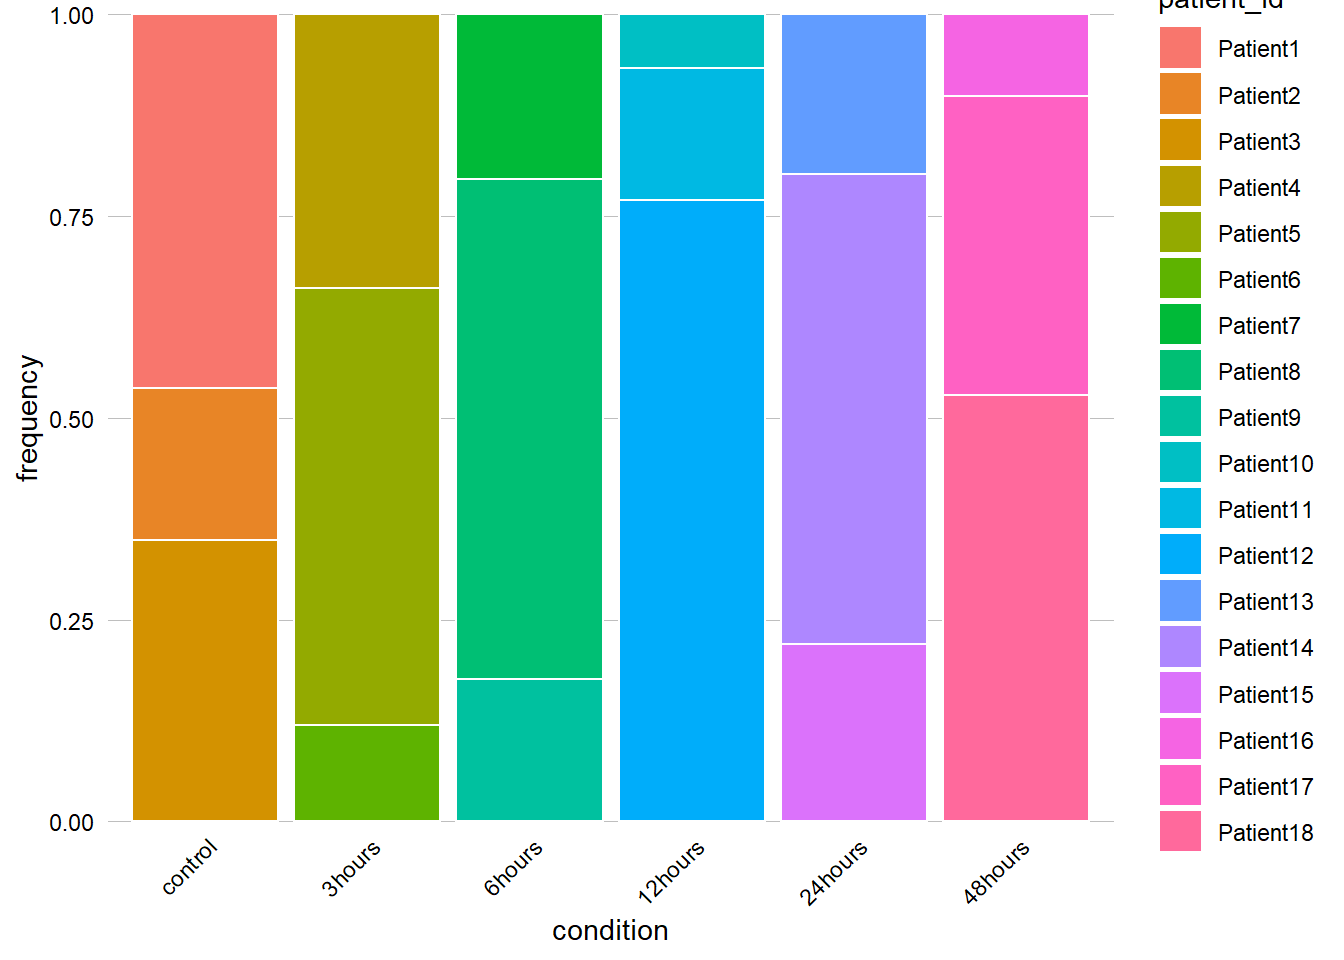 patient_id
Patient1
Patient2
Patient3
Patient4
Patient5
Patient6
Patient7
Patient8
Patient9
Patient10
Patient11
Patient12
Patient13
Patient14
Patient15
Patient16
Patient17
Patient18
frequency
1.00
0.75
0.50
0.25
0.00
control
3hours
6hours
12hours
24hours
48hours
condition